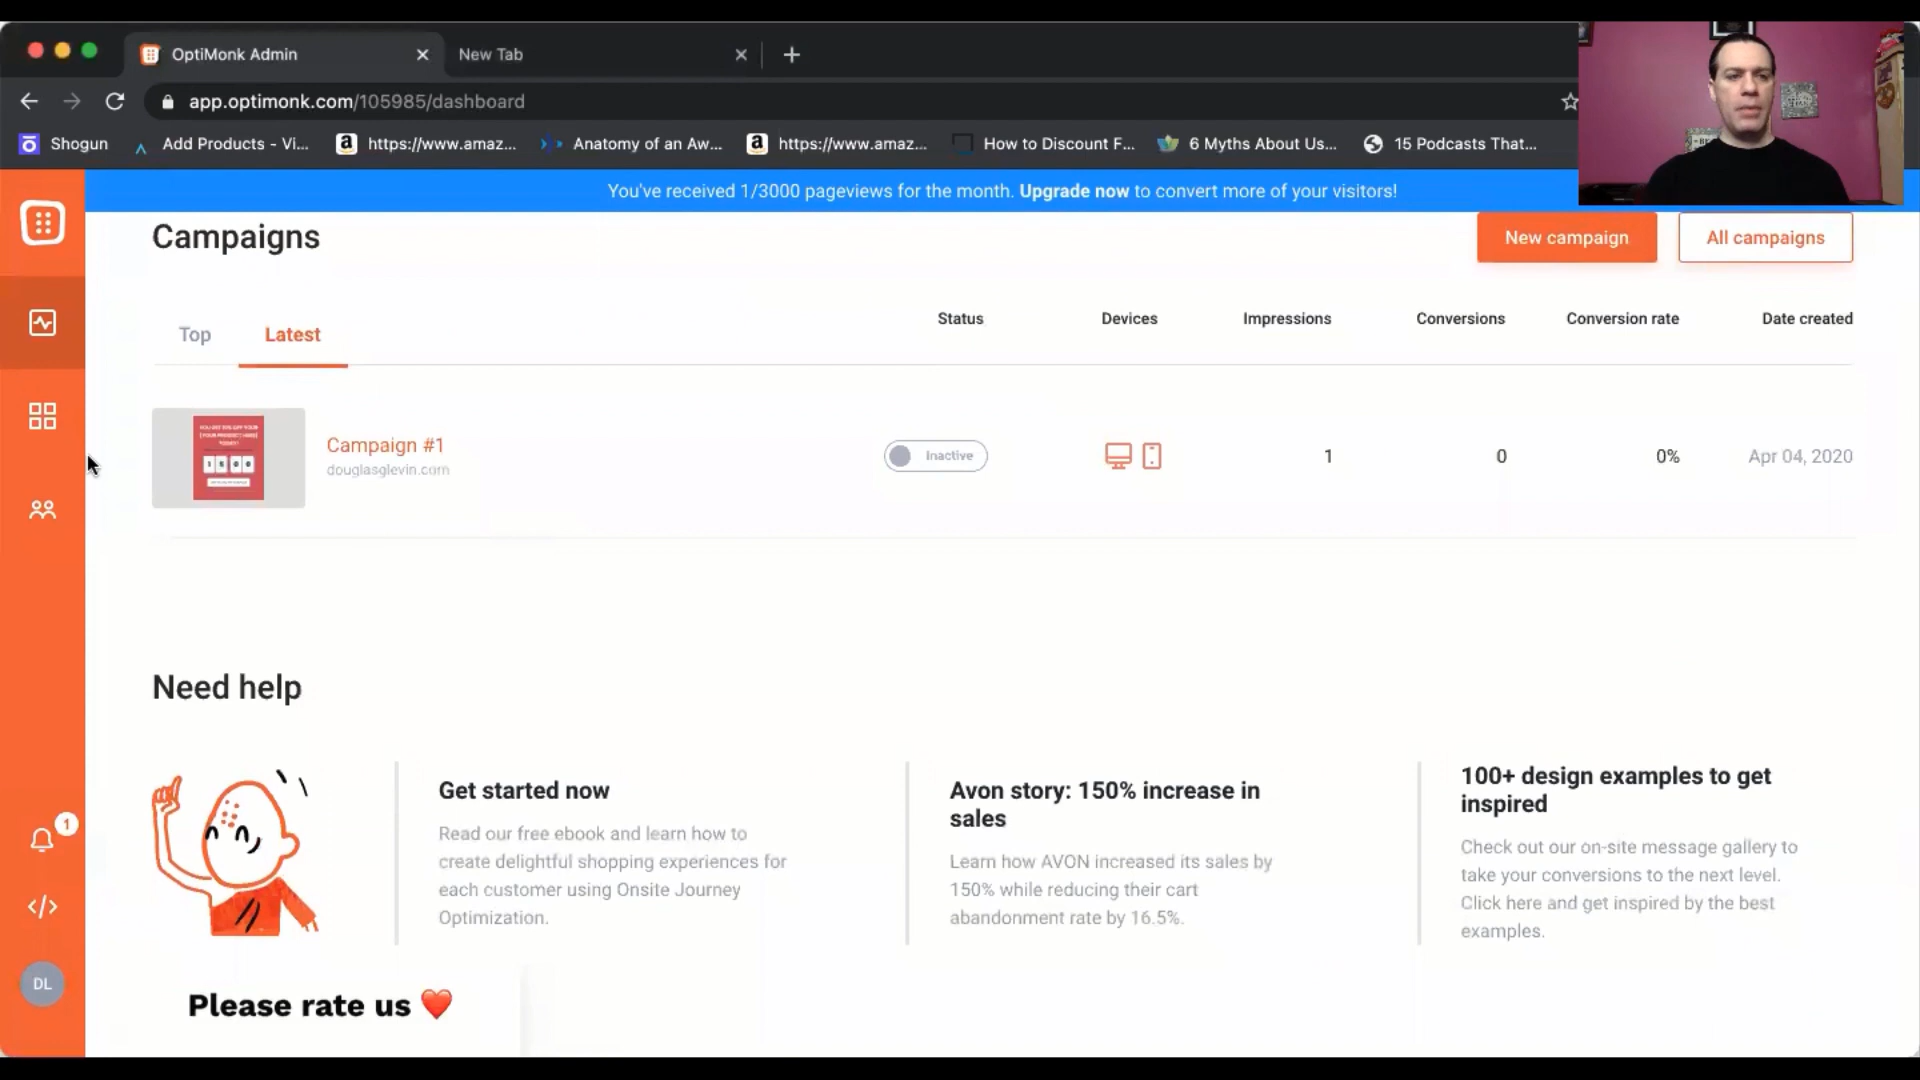 OptiMonk Admin
New Tab
app.optimonk.com/105985/dashboard
Shogun
Add Products - Vi...
https://www.amaz...
Anatomy of an Aw...
https://www.amaz...
How to Discount F...
6 Myths About Us...
15 Podcasts That...
You've received 1/3000 pageviews for the month. Upgrade now to convert more of your visitors!
Campaigns
New campaign
All campaigns
Top
Latest
Status
Devices
Impressions
Conversions
Conversion rate
Date created
Campaign #1
douglasglevin.com
Inactive
1
0
0%
Apr 04, 2020
Need help
Get started now
Read our free ebook and learn how to
create delightful shopping experiences for
each customer using Onsite Journey
Optimization.
Avon story: 150% increase in
sales
Learn how AVON increased its sales by
150% while reducing their cart
abandonment rate by 16.5%.
100+ design examples to get
inspired
Check out our on-site message gallery to
take your conversions to the next level.
Click here and get inspired by the best
examples.
1
DL
Please rate us ❤️